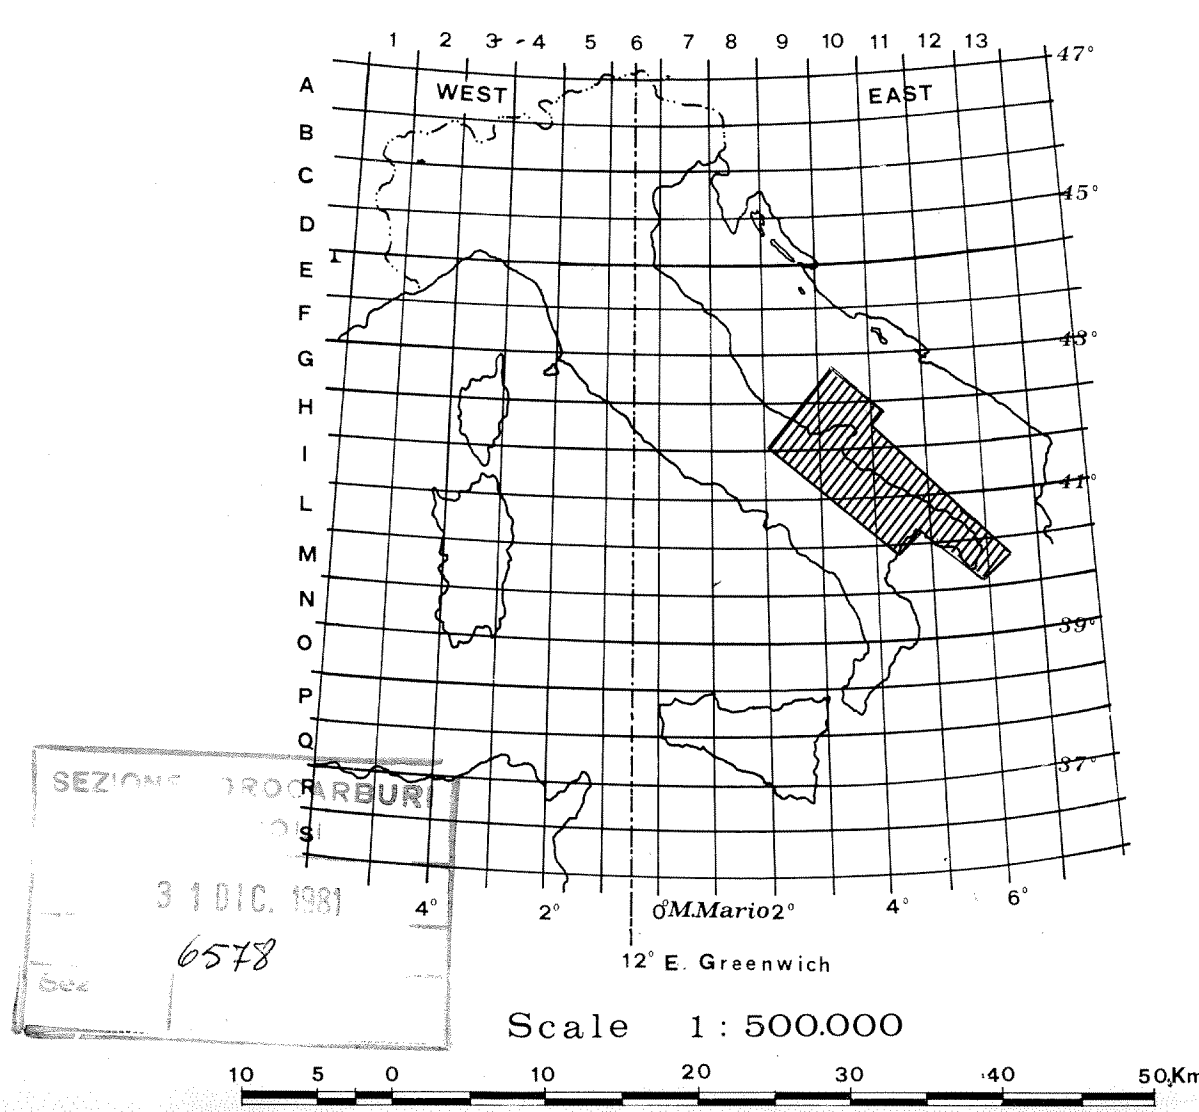 1 2 3 4 5 6 7 8 9 10 11 12 13
47°
A
WEST EAST
B
C
45°
D
E
F
43°
G
H
I
41°
L
M
N
39°
O
P
Q
37°
R
S
SEZIONE IDROCARBURI
31 DIC. 1981
6578
4° 2° 0° M.Mario 2° 4° 6°
12° E. Greenwich
Scale 1:500.000
10 5 0 10 20 30 40 50 Km